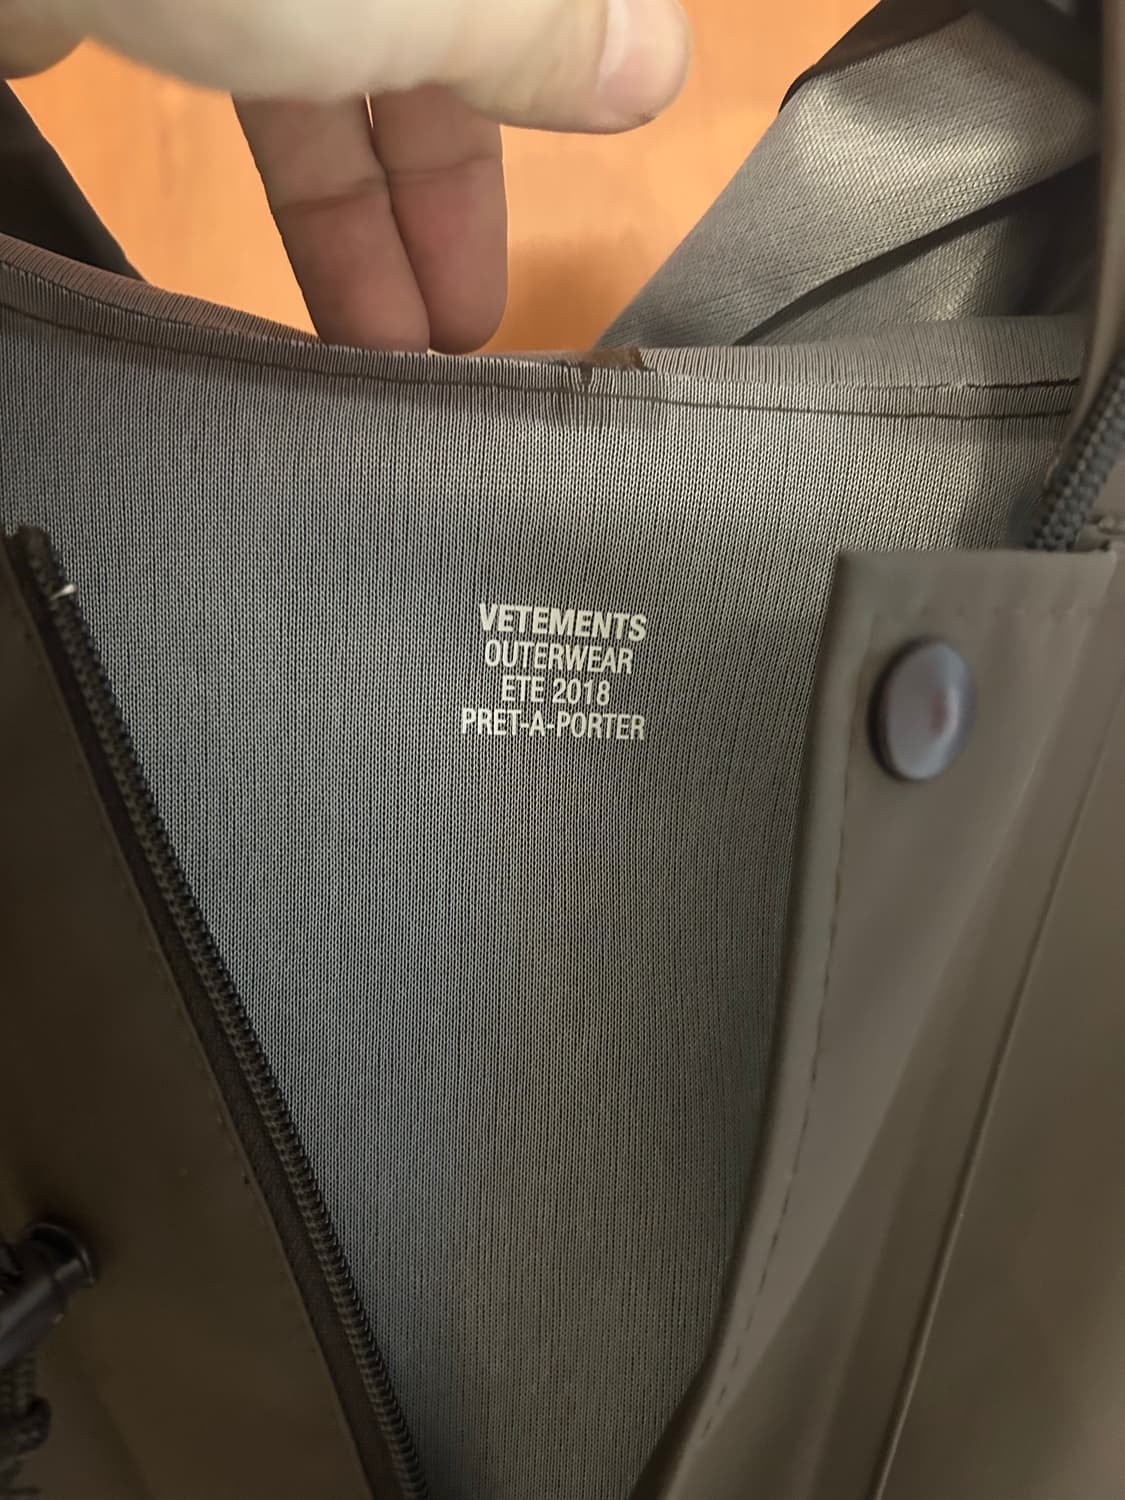 VETEMENTS
OUTERWEAR
ETE 2018
PRET-A-PORTER